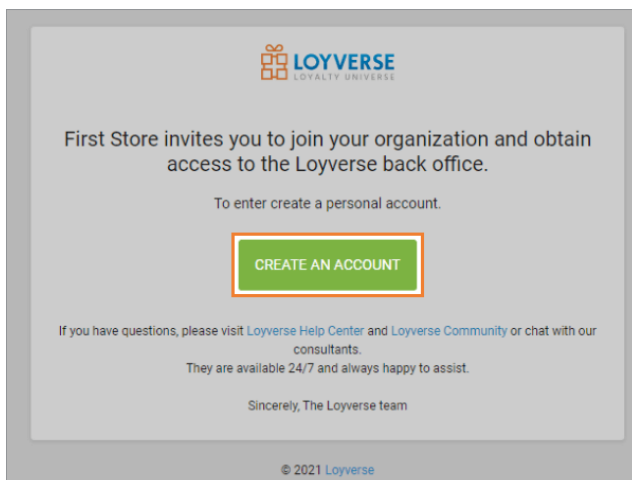 LOYVERSE
LOYALTY UNIVERSE
First Store invites you to join your organization and obtain
access to the Loyverse back office.
To enter create a personal account.
CREATE AN ACCOUNT
If you have questions, please visit Loyverse Help Center and Loyverse Community or chat with our
consultants.
They are available 24/7 and always happy to assist.
Sincerely, The Loyverse team
© 2021 Loyverse